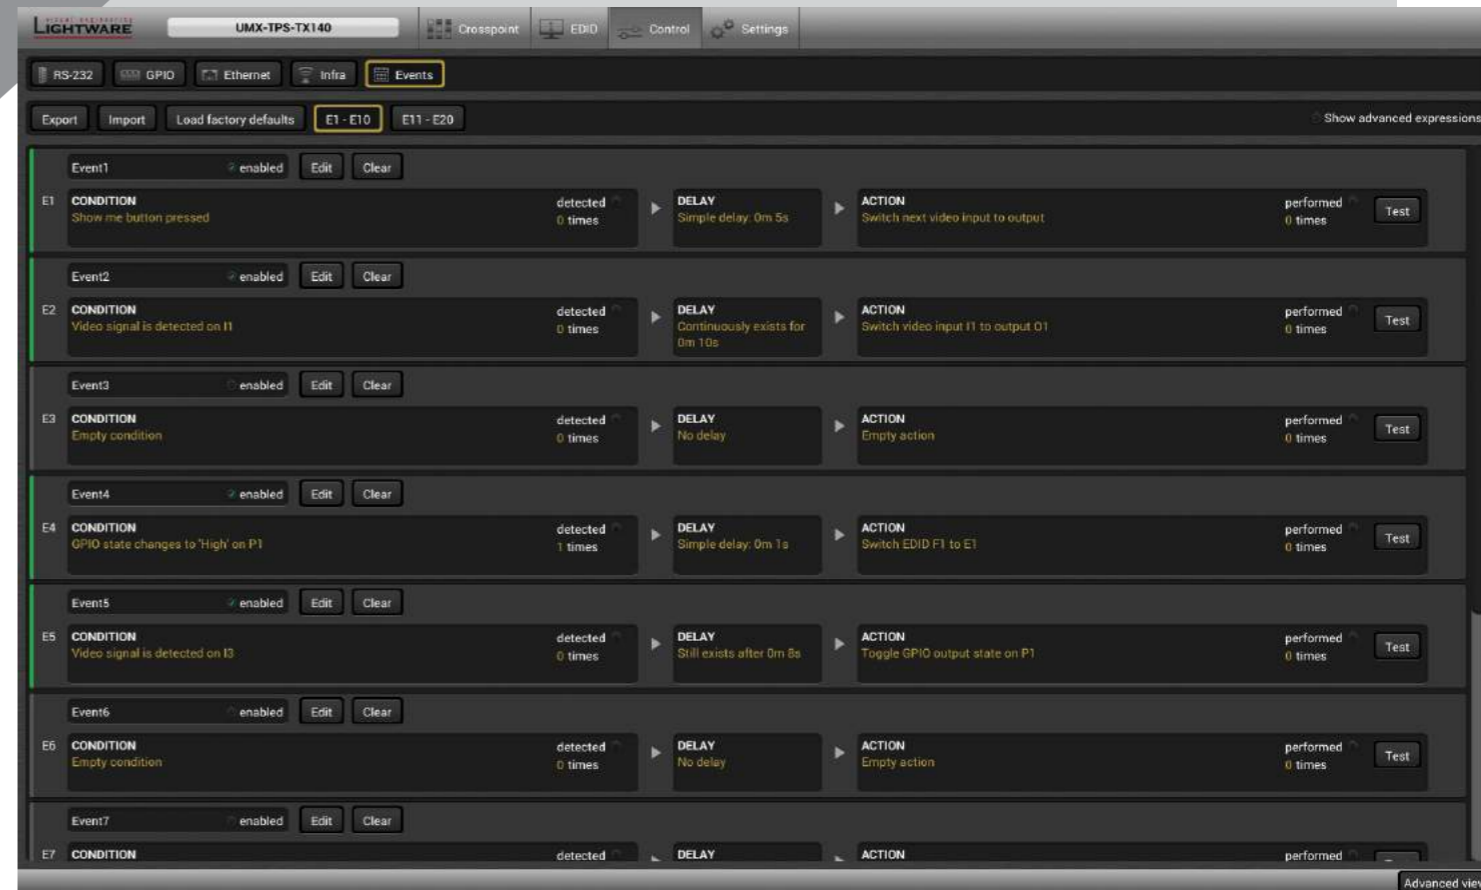 visual engineering
LIGHTWARE
UMX-TPS-TX140
Crosspoint
EDID
Control
Settings
RS-232
GPIO
Ethernet
Infra
Events
Export
Import
Load factory defaults
E1 - E10
E11 - E20
Show advanced expressions
Event1
enabled
Edit
Clear
E1
CONDITION
Show me button pressed
detected
0 times
DELAY
Simple delay: 0m 5s
ACTION
Switch next video input to output
performed
0 times
Test
Event2
enabled
Edit
Clear
E2
CONDITION
Video signal is detected on I1
detected
0 times
DELAY
Continuously exists for
0m 10s
ACTION
Switch video input I1 to output O1
performed
0 times
Test
Event3
enabled
Edit
Clear
E3
CONDITION
Empty condition
detected
0 times
DELAY
No delay
ACTION
Empty action
performed
0 times
Test
Event4
enabled
Edit
Clear
E4
CONDITION
GPIO state changes to 'High' on P1
detected
1 times
DELAY
Simple delay: 0m 1s
ACTION
Switch EDID F1 to E1
performed
0 times
Test
Event5
enabled
Edit
Clear
E5
CONDITION
Video signal is detected on I3
detected
0 times
DELAY
Still exists after 0m 8s
ACTION
Toggle GPIO output state on P1
performed
0 times
Test
Event6
enabled
Edit
Clear
E6
CONDITION
Empty condition
detected
0 times
DELAY
No delay
ACTION
Empty action
performed
0 times
Test
Event7
enabled
Edit
Clear
E7
CONDITION
detected
DELAY
ACTION
performed
Advanced view